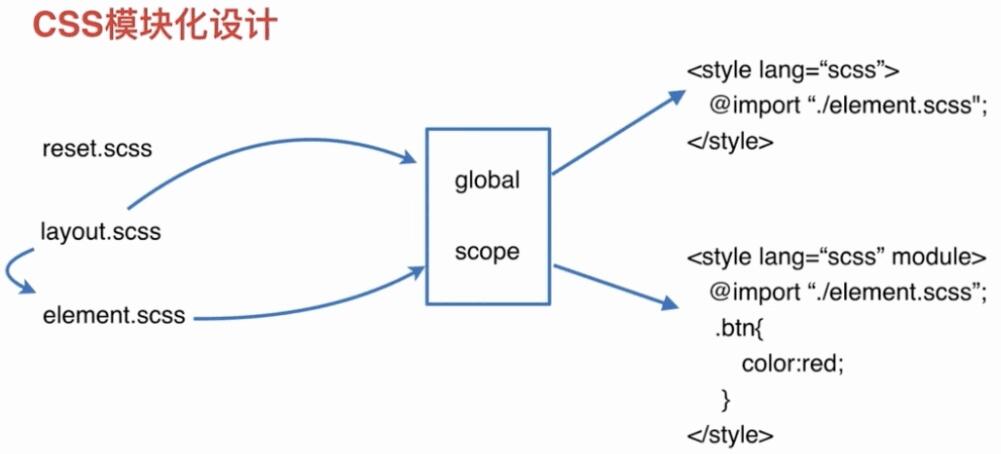 CSS模块化设计
reset.scss
layout.scss
element.scss
global
scope
<style lang=“scss”>
@import “./element.scss";
</style>
<style lang=“scss” module>
@import “./element.scss”;
.btn{
color:red;
}
</style>